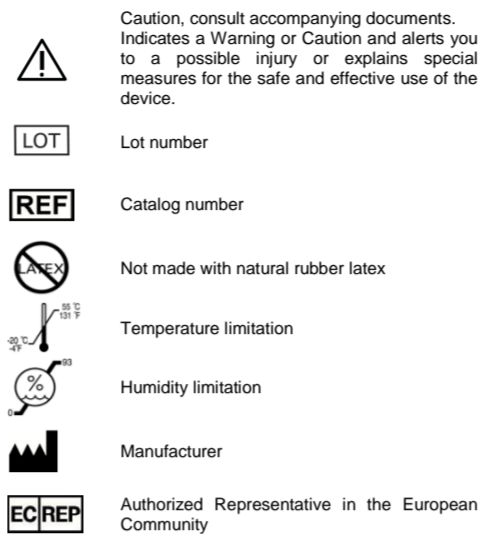 Caution, consult accompanying documents.
Indicates a Warning or Caution and alerts you
to a possible injury or explains special
measures for the safe and effective use of the
device.
LOT
Lot number
REF
Catalog number
LATEX
Not made with natural rubber latex
55 °C
131 °F
-20 °C
-4°F
Temperature limitation
93
%
0
Humidity limitation
Manufacturer
EC REP
Authorized Representative in the European
Community